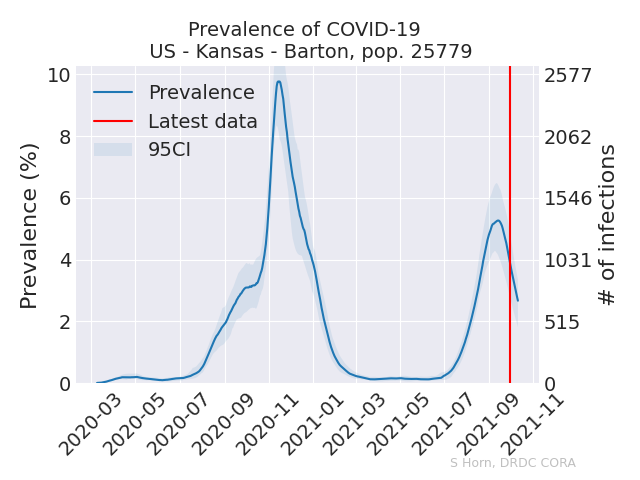 Prevalence of COVID-19
US - Kansas - Barton, pop. 25779
Prevalence
Latest data
95CI
Prevalence (%)
10
8
6
4
2
0
2577
2062
1546
1031
515
0
# of infections
2020-03
2020-05
2020-07
2020-09
2020-11
2021-01
2021-03
2021-05
2021-07
2021-09
2021-11
S Horn, DRDC CORA